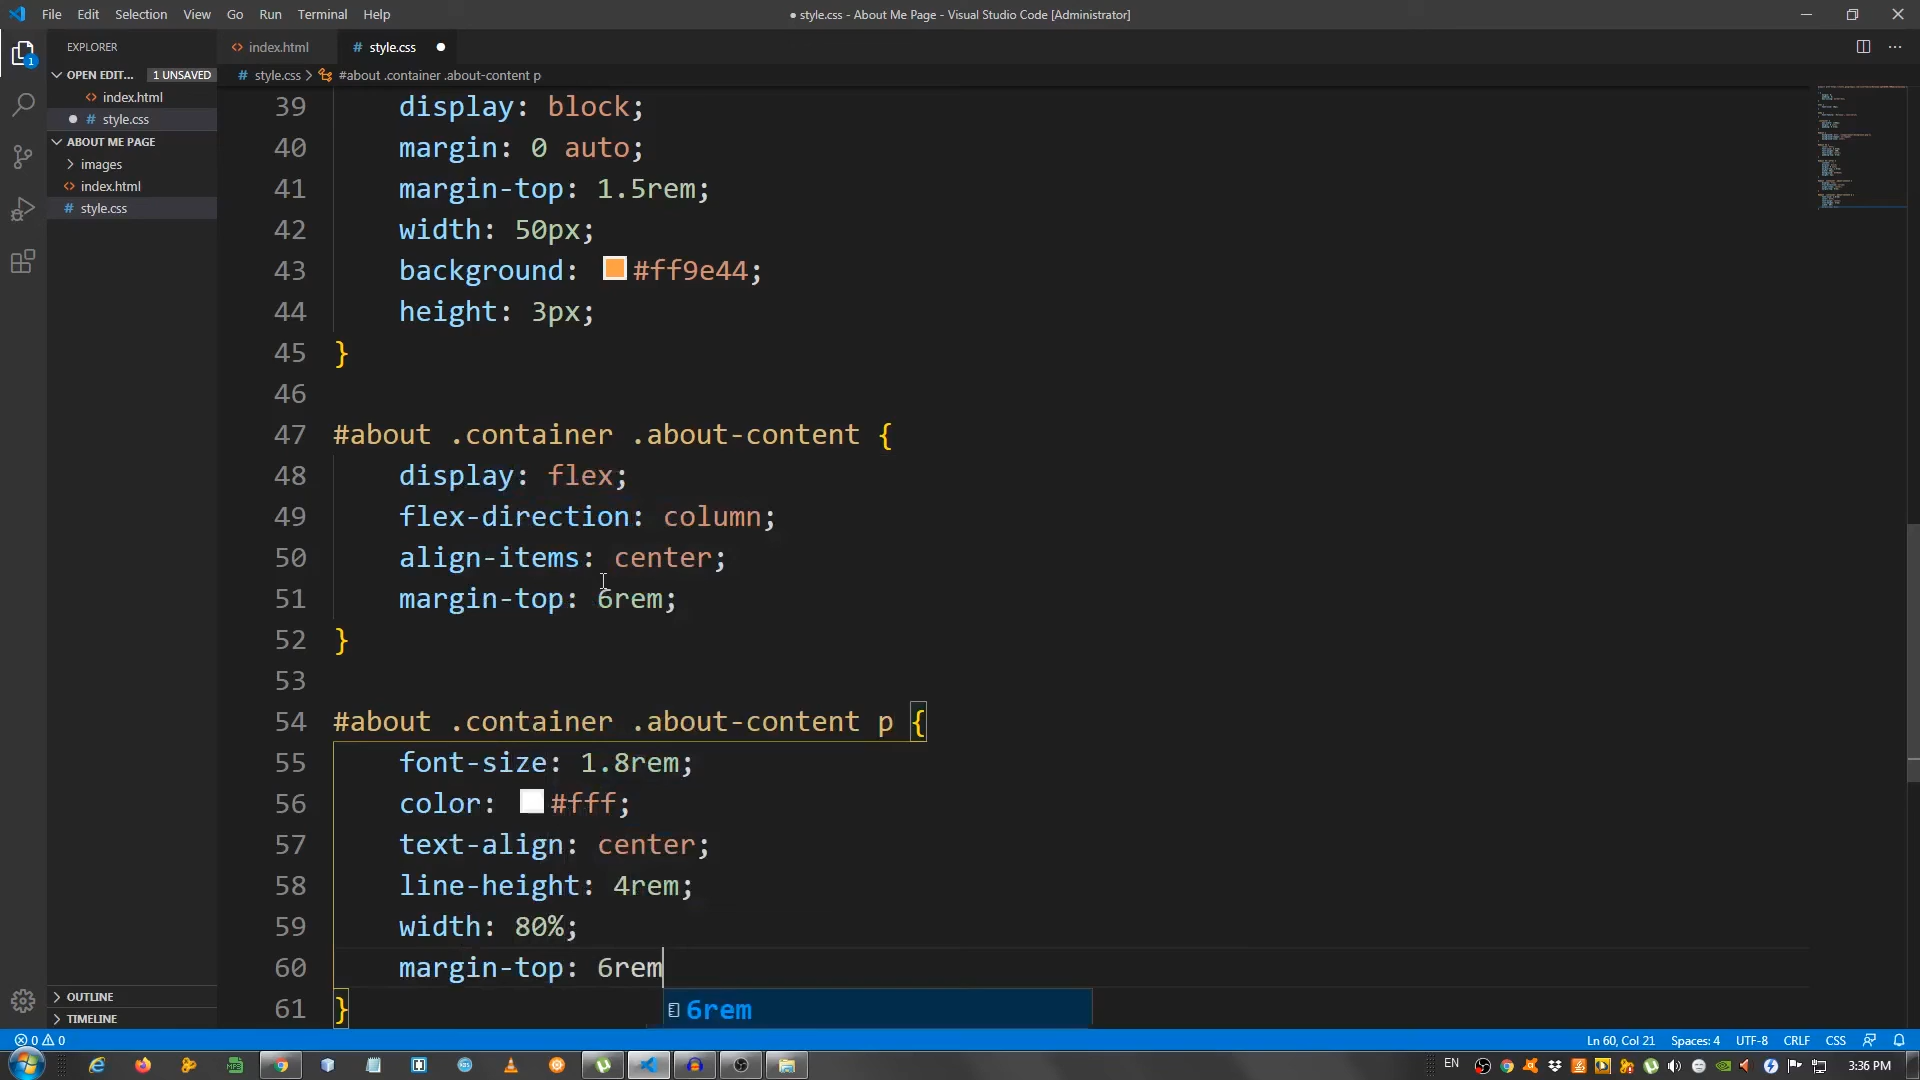 File Edit Selection View Go Run Terminal Help
● style.css - About Me Page - Visual Studio Code [Administrator]
EXPLORER
OPEN EDIT... 1 UNSAVED
index.html
# style.css
ABOUT ME PAGE
images
index.html
# style.css
OUTLINE
TIMELINE
1
index.html
# style.css
# style.css > #about .container .about-content p
39 display: block;
40 margin: 0 auto;
41 margin-top: 1.5rem;
42 width: 50px;
43 background: #ff9e44;
44 height: 3px;
45 }
46
47 #about .container .about-content {
48 display: flex;
49 flex-direction: column;
50 align-items: center;
51 margin-top: 6rem;
52 }
53
54 #about .container .about-content p {
55 font-size: 1.8rem;
56 color: #fff;
57 text-align: center;
58 line-height: 4rem;
59 width: 80%;
60 margin-top: 6rem
61 }
6rem
0 0
Ln 60, Col 21 Spaces: 4 UTF-8 CRLF CSS
EN
3:36 PM